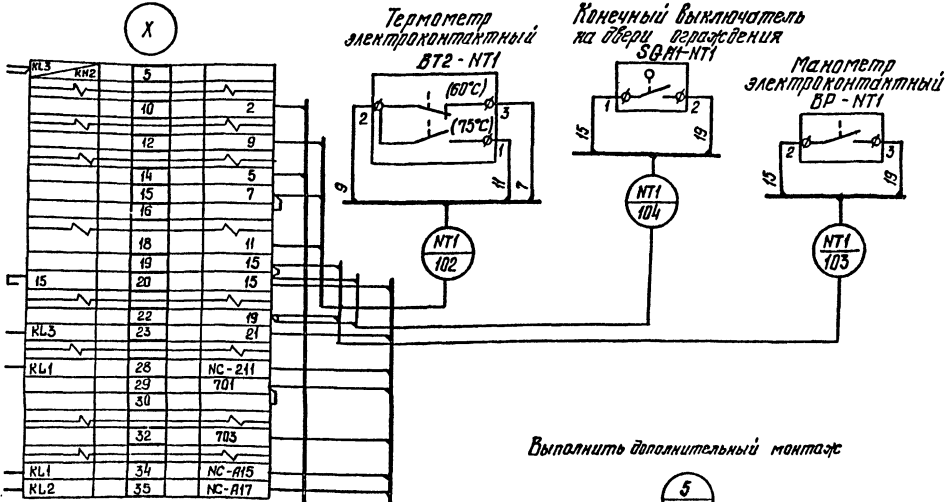 X
Термометр
электроконтактный
BT2 - NT1
Конечный выключатель
на двери ограждения
SQM1-NT1
Манометр
электроконтактный
BP - NT1
(60°C)
2
3
(75°C)
1
9
11
7
NT1
102
1
2
15
19
NT1
104
2
3
15
19
NT1
103
KL3 KH2 5
10 2
12 9
14 5
15 7
16
18 11
19 15
15 20 15
22 19
KL3 23 21
KL1 28 NC-211
29 701
30
32 703
KL1 34 NC-A15
KL2 35 NC-A17
Выполнить дополнительный монтаж
5